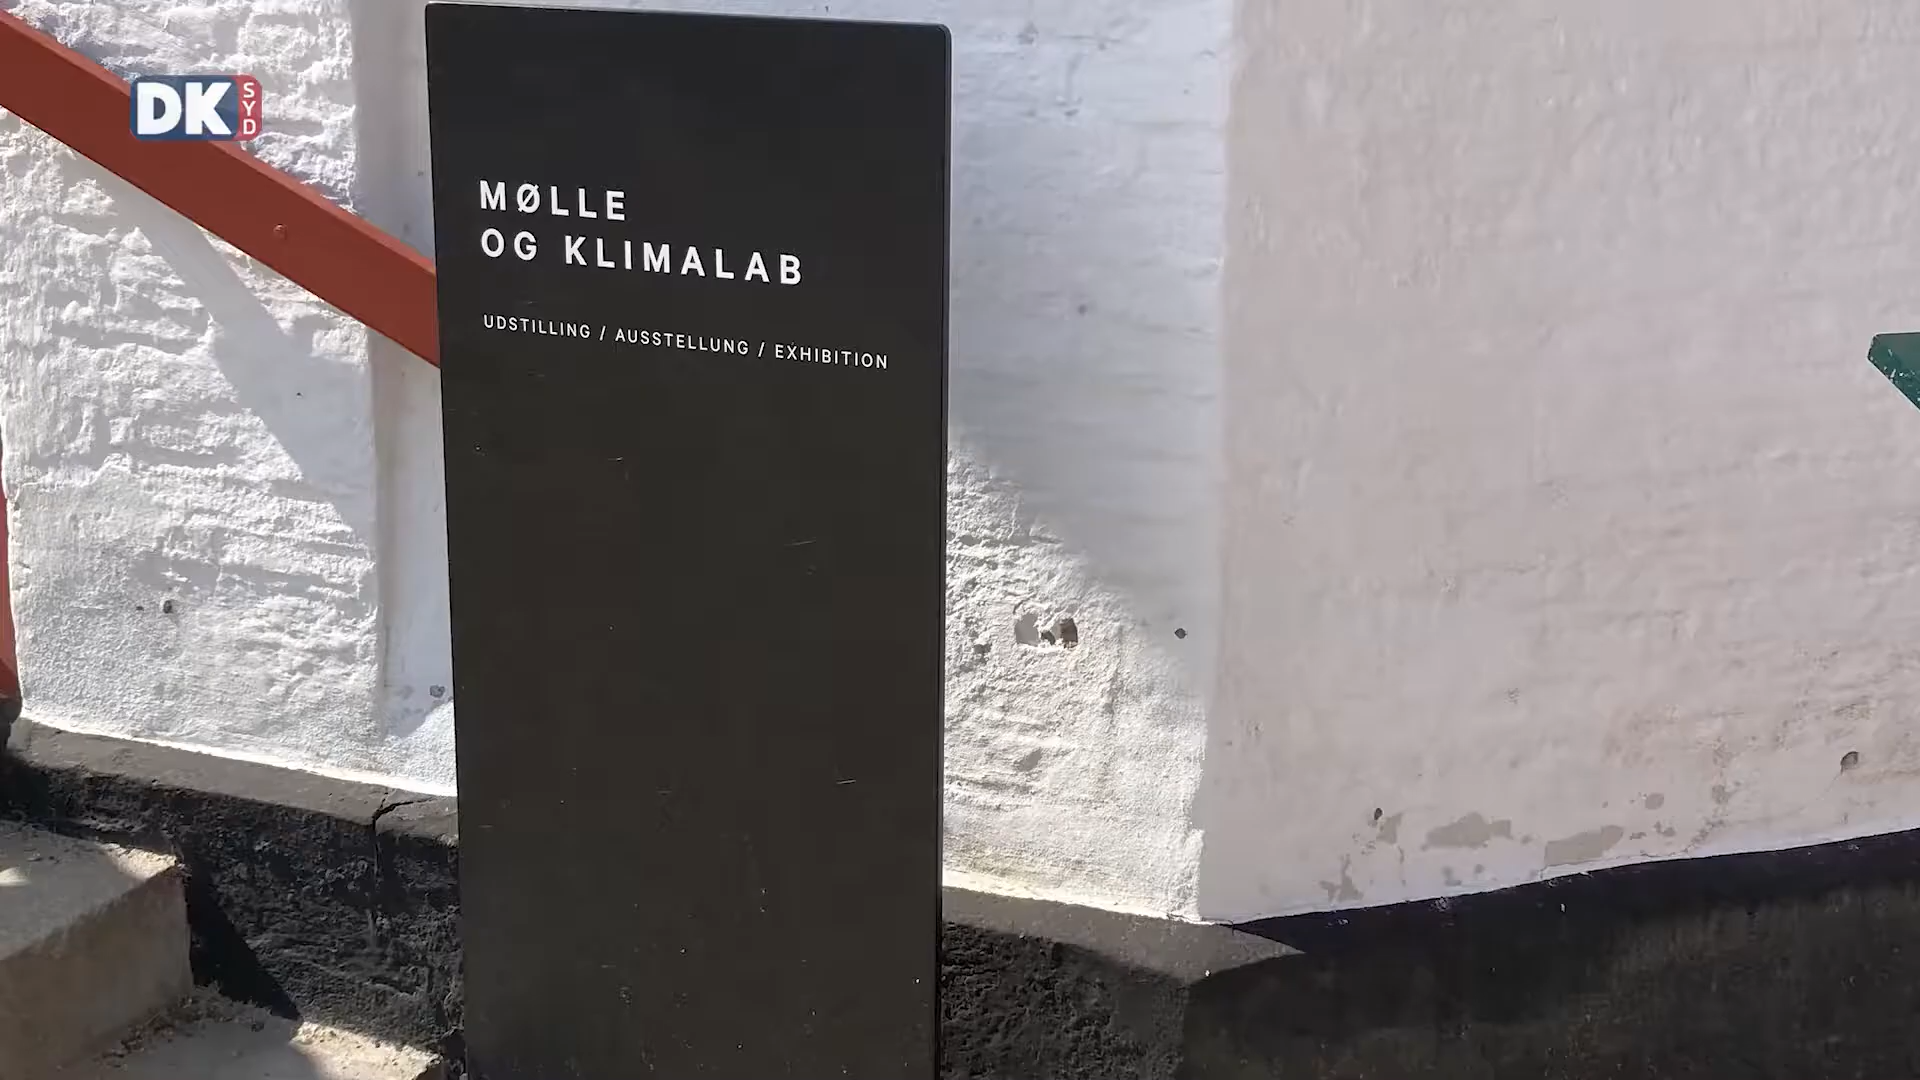 DK SYD
MØLLE
OG KLIMALAB
UDSTILLING / AUSSTELLUNG / EXHIBITION